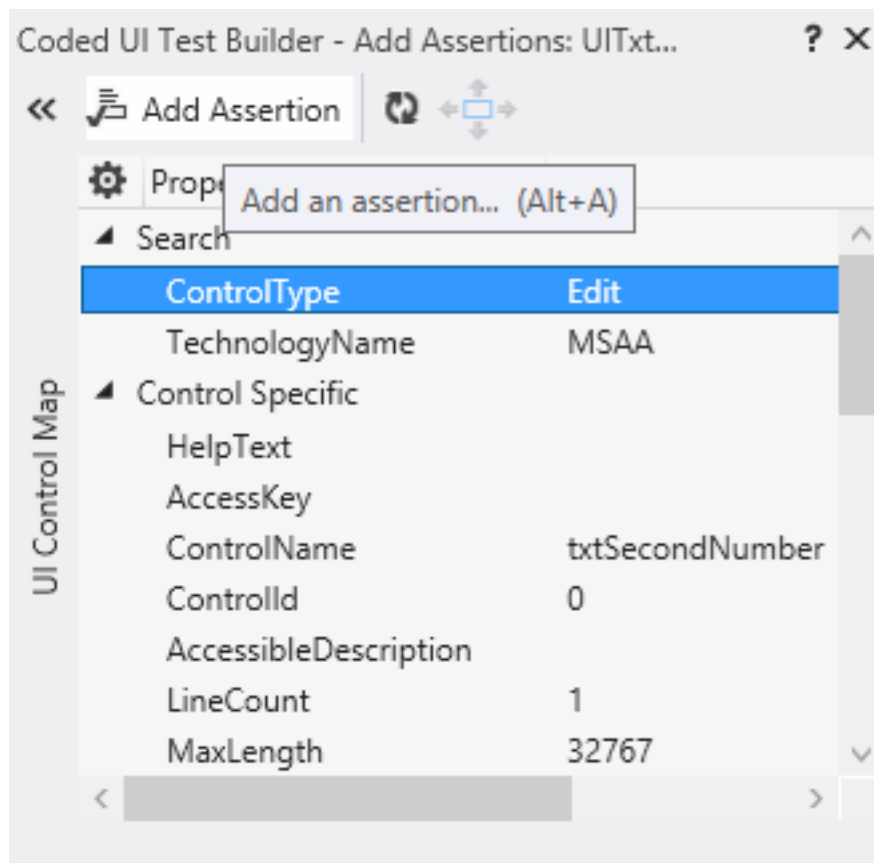 Coded UI Test Builder - Add Assertions: UITxt... ? ×
Add Assertion
Add an assertion... (Alt+A)
Search
ControlType Edit
TechnologyName MSAA
Control Specific
HelpText
AccessKey
ControlName txtSecondNumber
ControlId 0
AccessibleDescription
LineCount 1
MaxLength 32767
UI Control Map